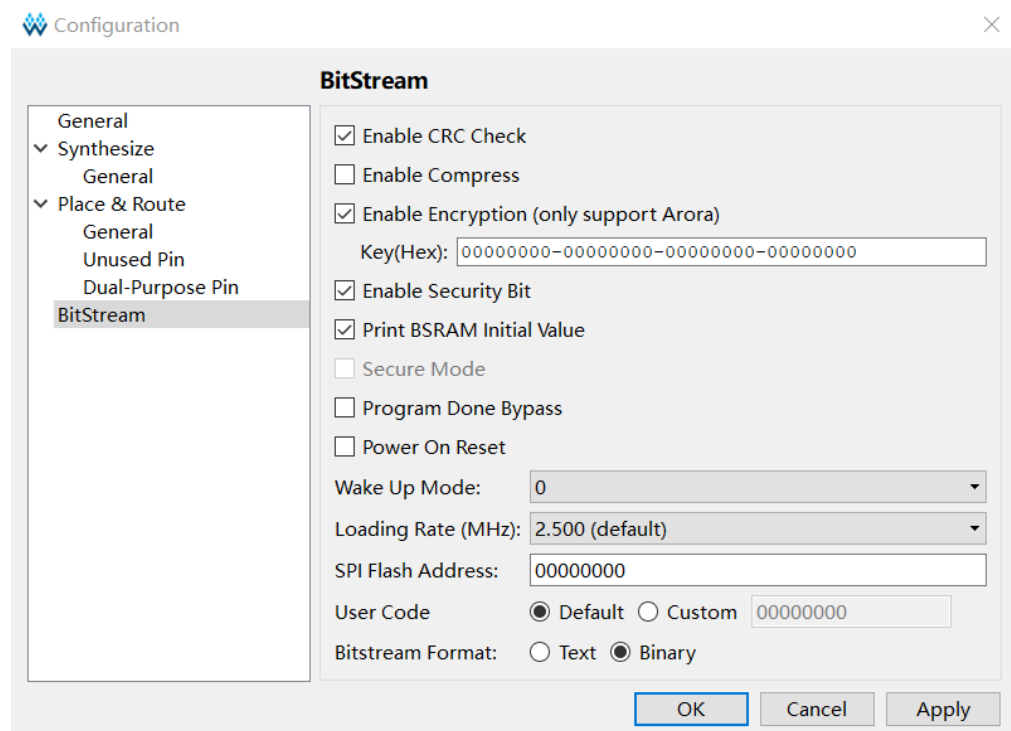 Configuration
BitStream
General
Synthesize
General
Place & Route
General
Unused Pin
Dual-Purpose Pin
BitStream
Enable CRC Check
Enable Compress
Enable Encryption (only support Arora)
Key(Hex): 00000000-00000000-00000000-00000000
Enable Security Bit
Print BSRAM Initial Value
Secure Mode
Program Done Bypass
Power On Reset
Wake Up Mode: 0
Loading Rate (MHz): 2.500 (default)
SPI Flash Address: 00000000
User Code Default Custom 00000000
Bitstream Format: Text Binary
OK Cancel Apply